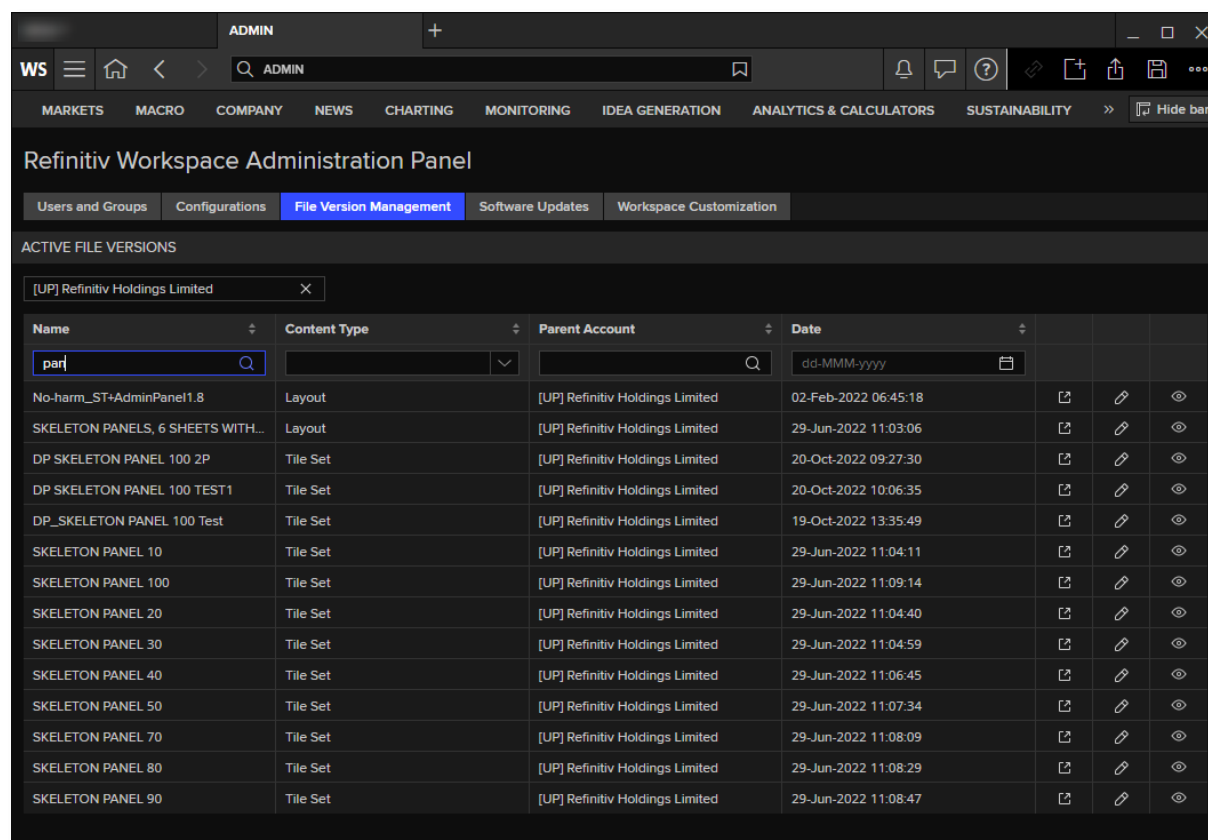 ADMIN
WS ADMIN
MARKETS MACRO COMPANY NEWS CHARTING MONITORING IDEA GENERATION ANALYTICS & CALCULATORS SUSTAINABILITY Hide bar
Refinitiv Workspace Administration Panel
Users and Groups Configurations File Version Management Software Updates Workspace Customization
ACTIVE FILE VERSIONS
[UP] Refinitiv Holdings Limited
Name Content Type Parent Account Date
pan dd-MMM-yyyy
No-harm_ST+AdminPanel1.8 Layout [UP] Refinitiv Holdings Limited 02-Feb-2022 06:45:18
SKELETON PANELS, 6 SHEETS WITH... Layout [UP] Refinitiv Holdings Limited 29-Jun-2022 11:03:06
DP SKELETON PANEL 100 2P Tile Set [UP] Refinitiv Holdings Limited 20-Oct-2022 09:27:30
DP SKELETON PANEL 100 TEST1 Tile Set [UP] Refinitiv Holdings Limited 20-Oct-2022 10:06:35
DP_SKELETON PANEL 100 Test Tile Set [UP] Refinitiv Holdings Limited 19-Oct-2022 13:35:49
SKELETON PANEL 10 Tile Set [UP] Refinitiv Holdings Limited 29-Jun-2022 11:04:11
SKELETON PANEL 100 Tile Set [UP] Refinitiv Holdings Limited 29-Jun-2022 11:09:14
SKELETON PANEL 20 Tile Set [UP] Refinitiv Holdings Limited 29-Jun-2022 11:04:40
SKELETON PANEL 30 Tile Set [UP] Refinitiv Holdings Limited 29-Jun-2022 11:04:59
SKELETON PANEL 40 Tile Set [UP] Refinitiv Holdings Limited 29-Jun-2022 11:06:45
SKELETON PANEL 50 Tile Set [UP] Refinitiv Holdings Limited 29-Jun-2022 11:07:34
SKELETON PANEL 70 Tile Set [UP] Refinitiv Holdings Limited 29-Jun-2022 11:08:09
SKELETON PANEL 80 Tile Set [UP] Refinitiv Holdings Limited 29-Jun-2022 11:08:29
SKELETON PANEL 90 Tile Set [UP] Refinitiv Holdings Limited 29-Jun-2022 11:08:47